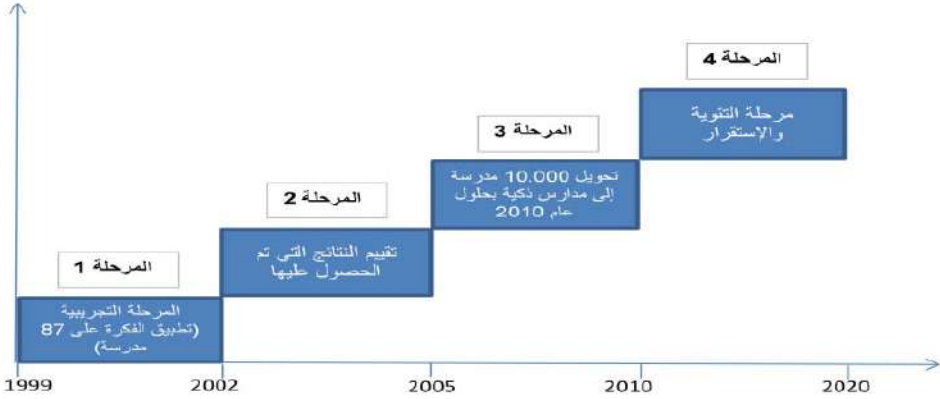 المرحلة 4
مرحلة التنوية
والإستقرار
المرحلة 3
تحويل 10.000 مدرسة
إلى مدارس ذكية بحلول
عام 2010
المرحلة 2
تقييم النتائج التي تم
الحصول عليها
المرحلة 1
المرحلة التجريبية
(تطبيق الفكرة على 87
مدرسة)
1999
2002
2005
2010
2020